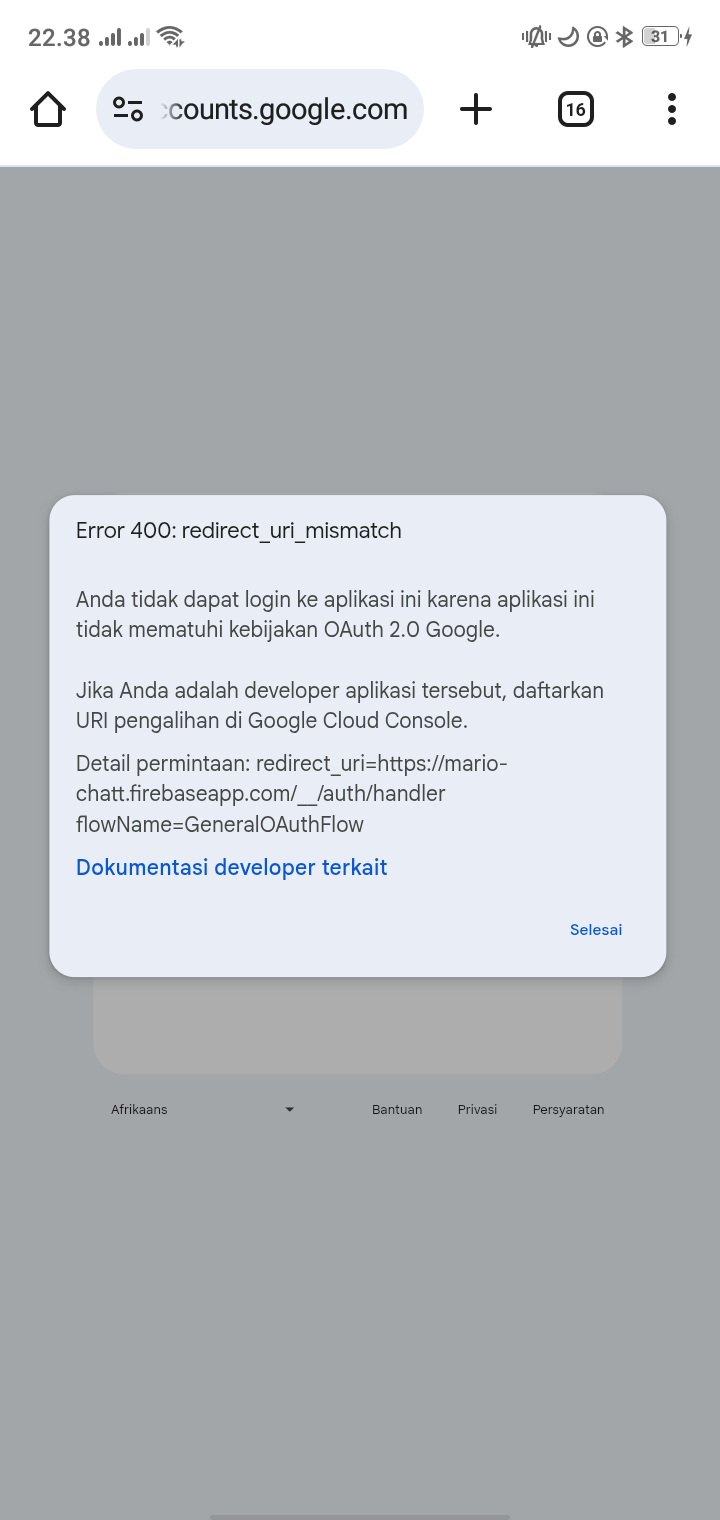 22.38
31
counts.google.com
16
Error 400: redirect_uri_mismatch
Anda tidak dapat login ke aplikasi ini karena aplikasi ini
tidak mematuhi kebijakan OAuth 2.0 Google.
Jika Anda adalah developer aplikasi tersebut, daftarkan
URI pengalihan di Google Cloud Console.
Detail permintaan: redirect_uri=https://mario-
chatt.firebaseapp.com/__/auth/handler
flowName=GeneralOAuthFlow
Dokumentasi developer terkait
Selesai
Afrikaans Bantuan Privasi Persyaratan